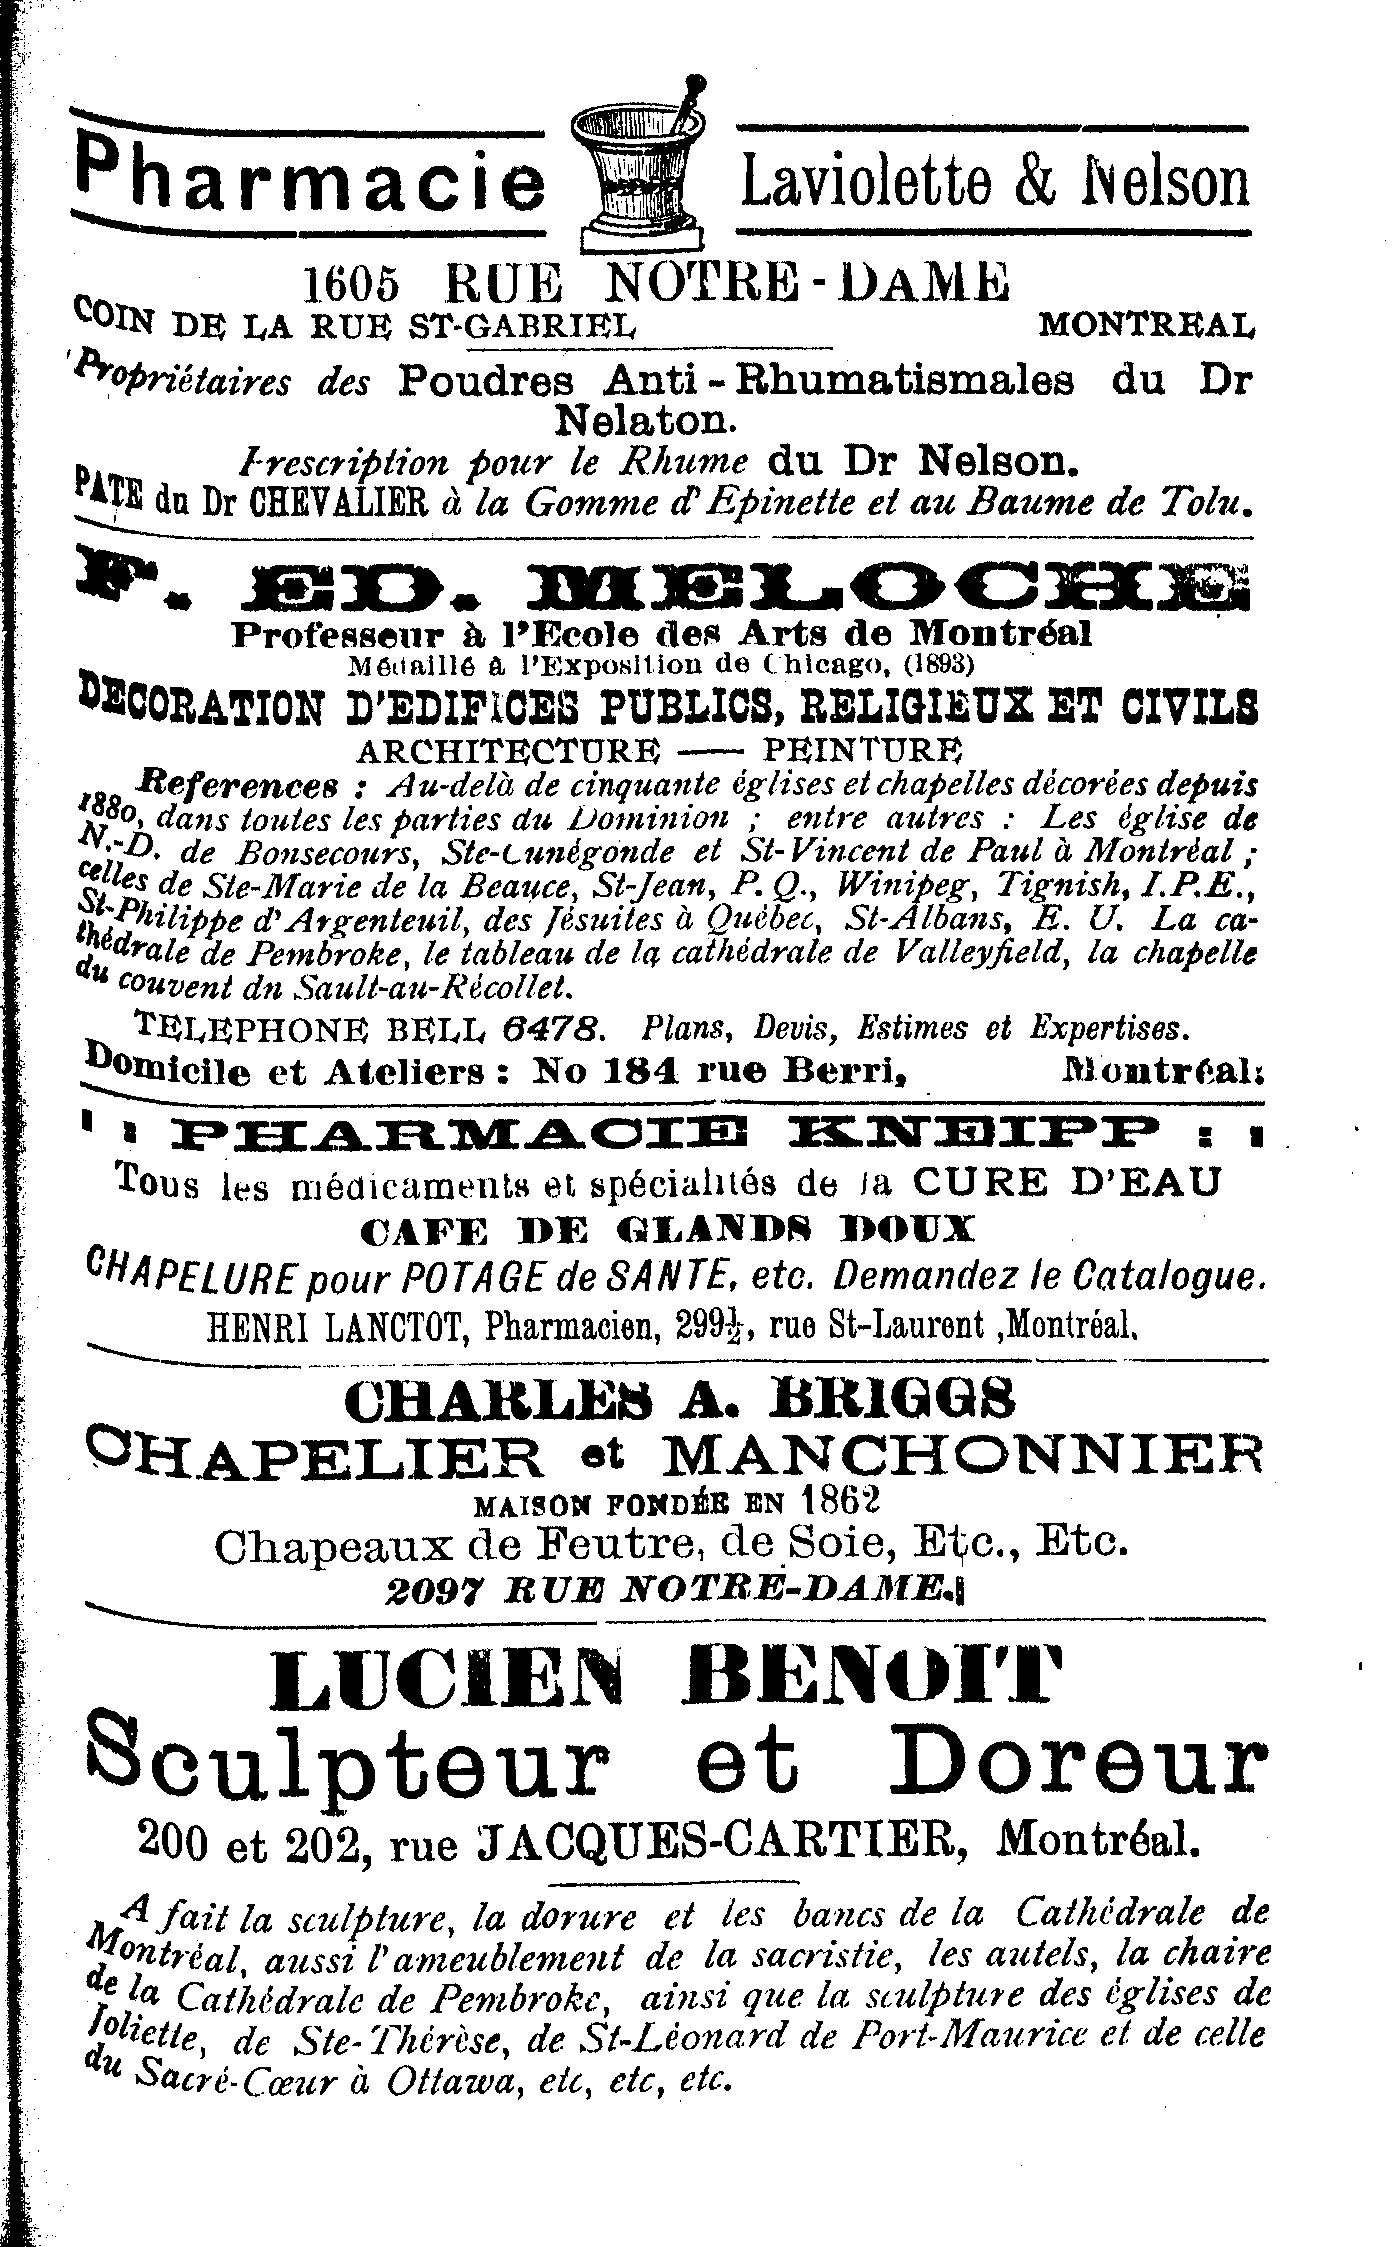 Pharmacie Laviolette & Nelson
1605 RUE NOTRE-DAME
COIN DE LA RUE ST-GABRIEL MONTREAL
Propriétaires des Poudres Anti-Rhumatismales du Dr
Nelaton.
Prescription pour le Rhume du Dr Nelson.
PATE du Dr CHEVALIER à la Gomme d'Epinette et au Baume de Tolu.
F. ED. MELOCHE
Professeur à l'Ecole des Arts de Montréal
Médaillé à l'Exposition de Chicago, (1893)
DECORATION D'EDIFICES PUBLICS, RELIGIEUX ET CIVILS
ARCHITECTURE — PEINTURE
References : Au-delà de cinquante églises et chapelles décorées depuis
1880, dans toutes les parties du Dominion ; entre autres : Les église de
N.-D. de Bonsecours, Ste-Cunégonde et St-Vincent de Paul à Montréal ;
celles de Ste-Marie de la Beauce, St-Jean, P. Q., Winipeg, Tignish, I.P.E.,
St-Philippe d'Argenteuil, des Jésuites à Québec, St-Albans, E. U. La ca-
thédrale de Pembroke, le tableau de la cathédrale de Valleyfield, la chapelle
du couvent dn Sault-au-Récollet.
TELEPHONE BELL 6478. Plans, Devis, Estimes et Expertises.
Domicile et Ateliers : No 184 rue Berri, Montréal:
: : PHARMACIE KNEIPP : :
Tous les médicaments et spécialités de la CURE D'EAU
CAFE DE GLANDS DOUX
CHAPELURE pour POTAGE de SANTE, etc. Demandez le Catalogue.
HENRI LANCTOT, Pharmacien, 299½, rue St-Laurent ,Montréal.
CHARLES A. BRIGGS
CHAPELIER et MANCHONNIER
MAISON FONDÉE EN 1862
Chapeaux de Feutre, de Soie, Etc., Etc.
2097 RUE NOTRE-DAME.
LUCIEN BENOIT
Sculpteur et Doreur
200 et 202, rue JACQUES-CARTIER, Montréal.
A fait la sculpture, la dorure et les bancs de la Cathédrale de
Montréal, aussi l'ameublement de la sacristie, les autels, la chaire
de la Cathédrale de Pembroke, ainsi que la sculpture des églises de
Joliette, de Ste-Thérèse, de St-Léonard de Port-Maurice et de celle
du Sacré-Cœur à Ottawa, etc, etc, etc.